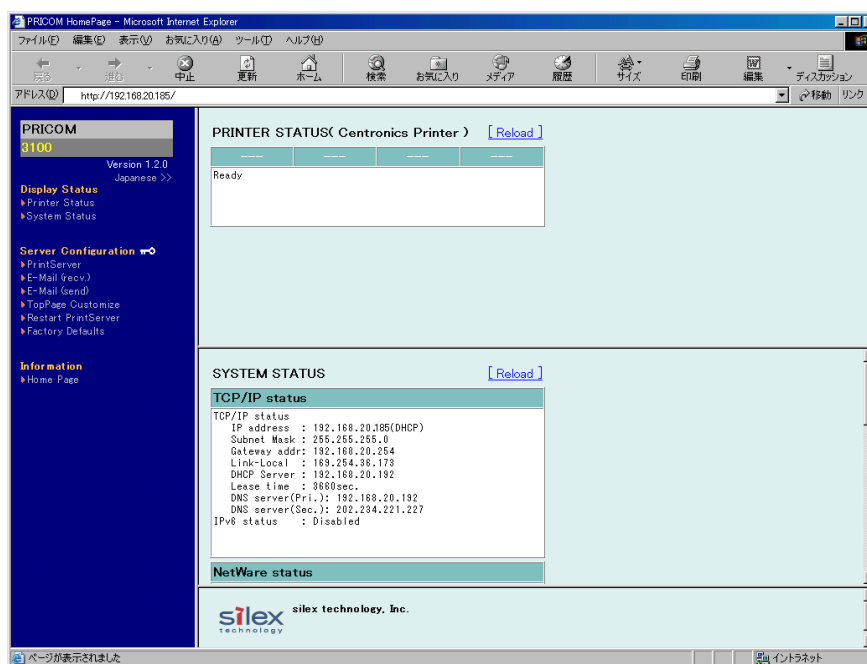 PRICOM HomePage - Microsoft Internet Explorer
ファイル(F) 編集(E) 表示(V) お気に入り(A) ツール(T) ヘルプ(H)
戻る 進む 中止 更新 ホーム 検索 お気に入り メディア 履歴 サイズ 印刷 編集 ディスカッション
アドレス(D) http://192.168.20.185/ 移動 リンク
PRICOM
3100
Version 1.2.0
Japanese >>
Display Status
Printer Status
System Status
Server Configuration
PrintServer
E-Mail (recv.)
E-Mail (send)
TopPage Customize
Restart PrintServer
Factory Defaults
Information
Home Page
PRINTER STATUS( Centronics Printer ) [ Reload ]
--- --- --- ---
Ready
SYSTEM STATUS [ Reload ]
TCP/IP status
TCP/IP status
IP address : 192.168.20.185(DHCP)
Subnet Mask : 255.255.255.0
Gateway addr: 192.168.20.254
Link-Local : 169.254.36.173
DHCP Server : 192.168.20.192
Lease time : 3660sec.
DNS server(Pri.): 192.168.20.192
DNS server(Sec.): 202.234.221.227
IPv6 status : Disabled
NetWare status
silex
technology
silex technology, Inc.
ページが表示されました イントラネット